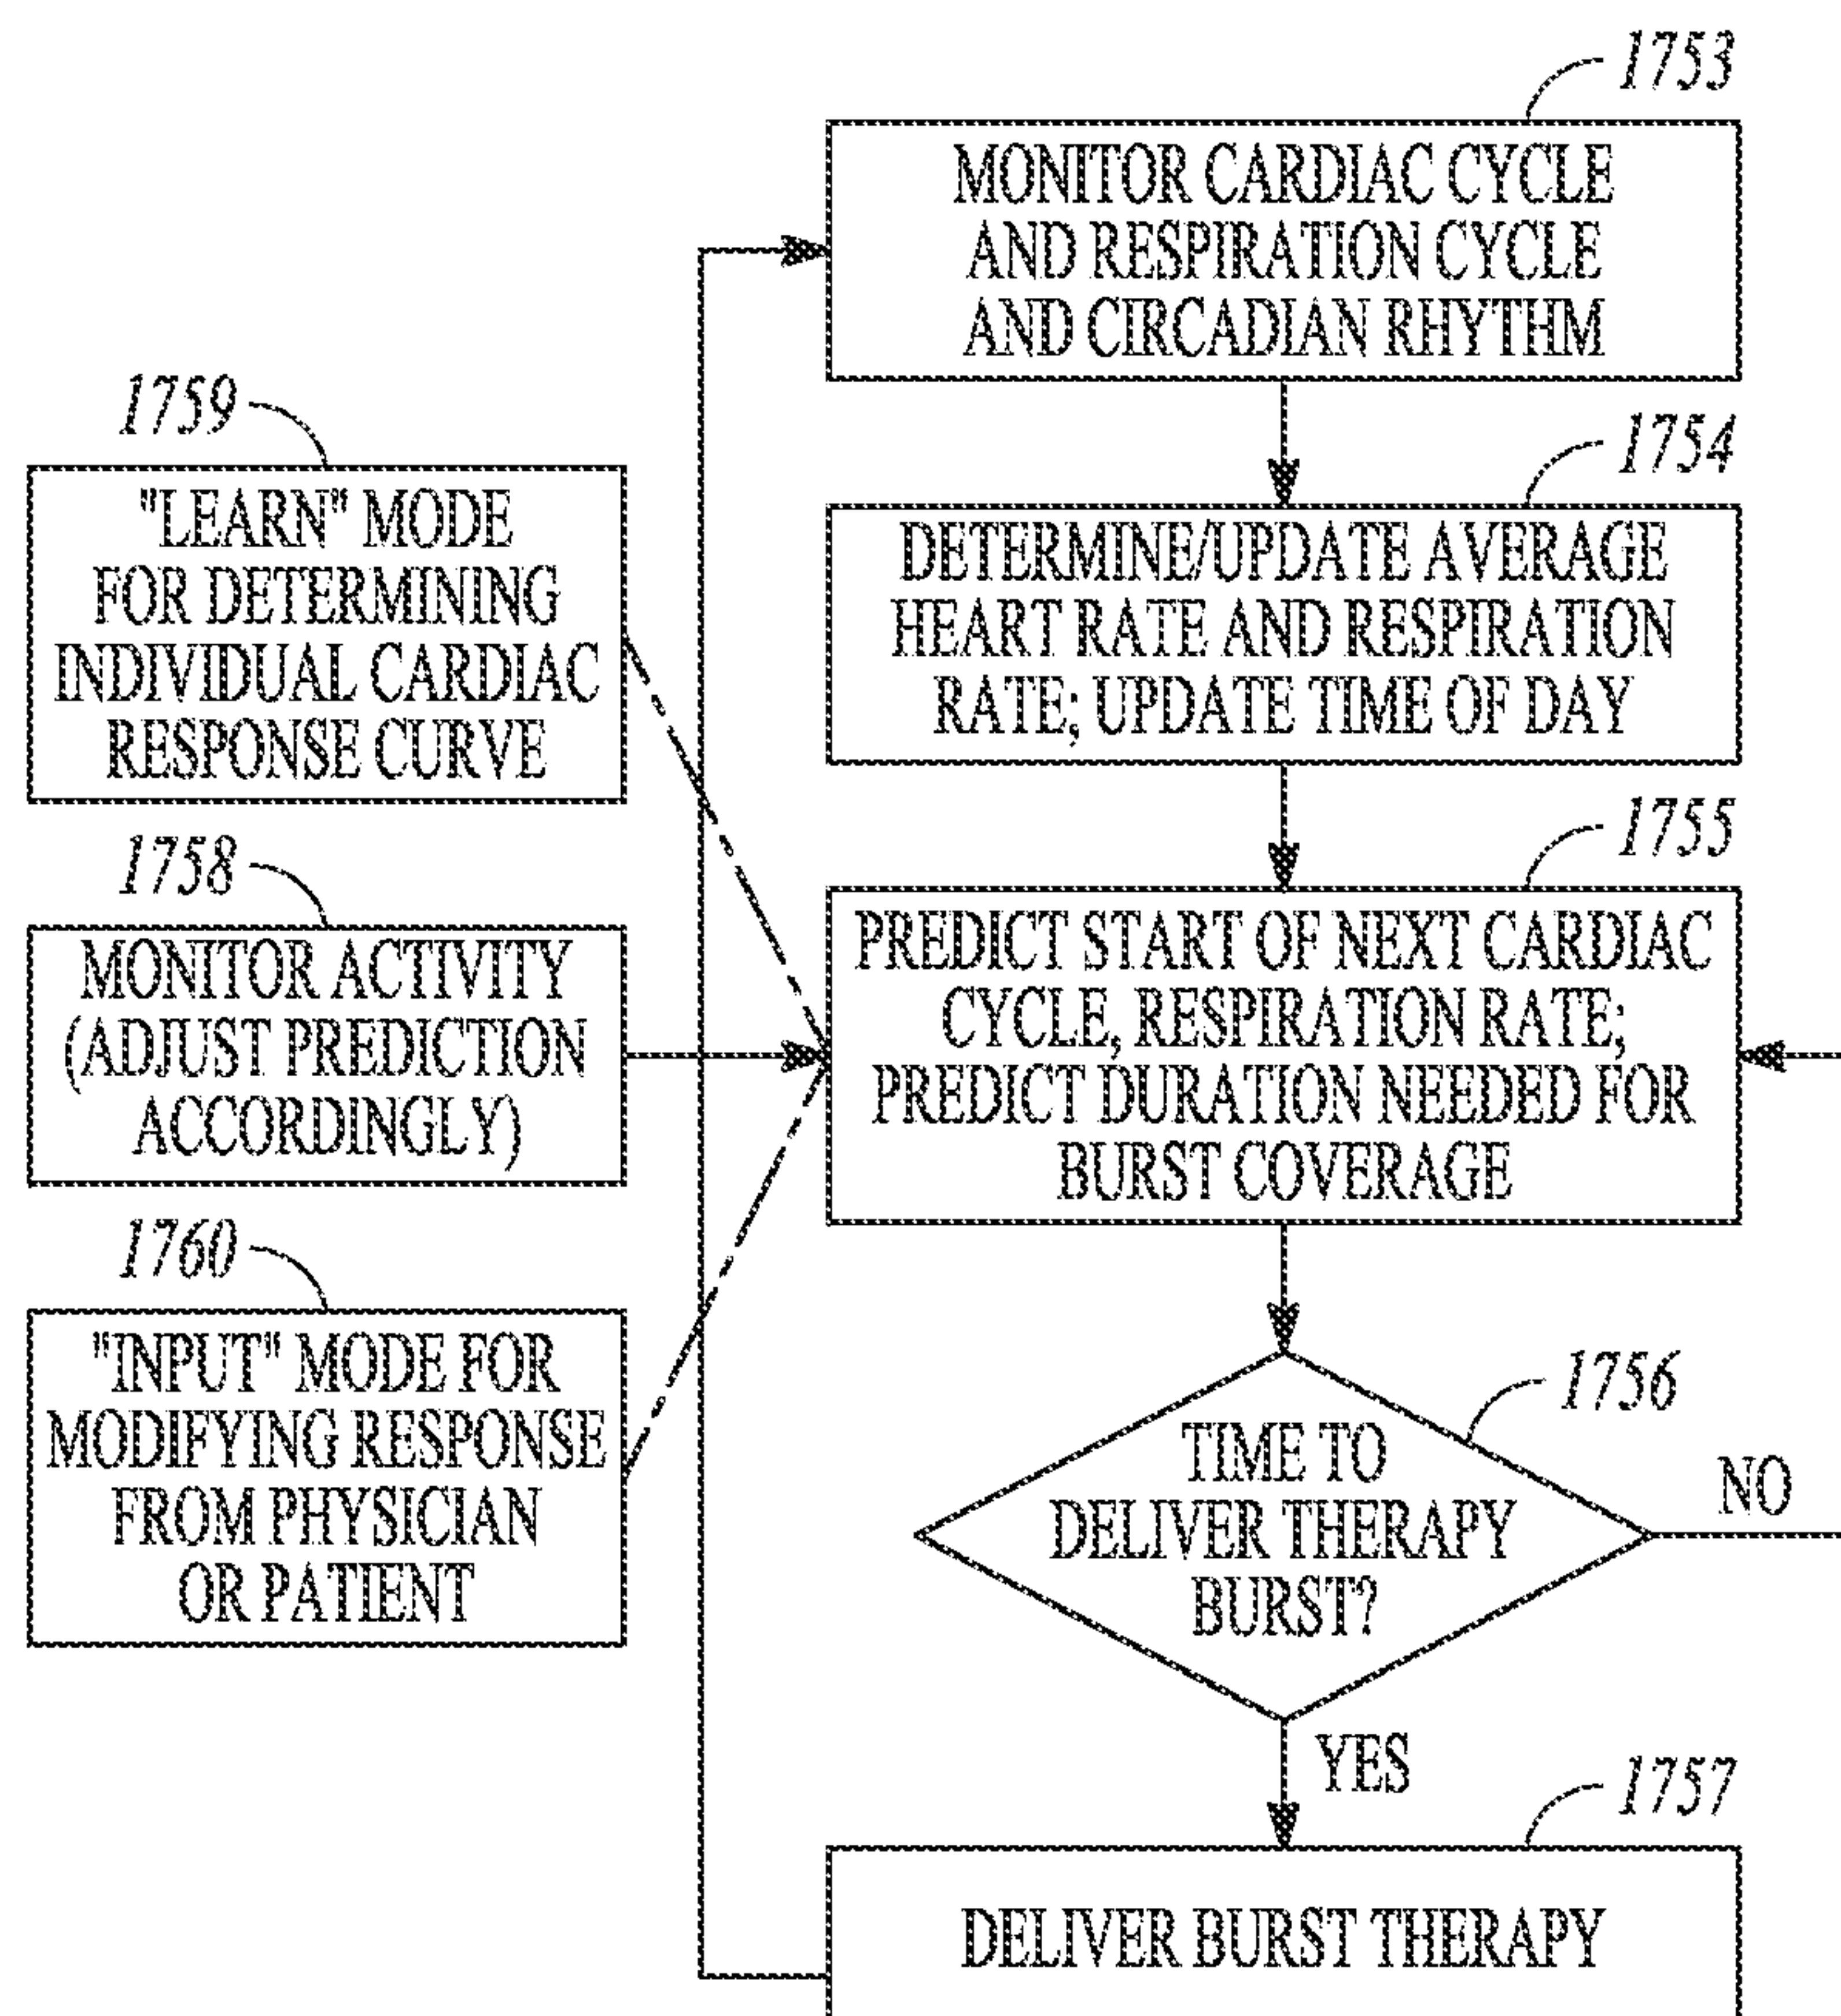 1753
MONITOR CARDIAC CYCLE
AND RESPIRATION CYCLE
AND CIRCADIAN RHYTHM
1754
DETERMINE/UPDATE AVERAGE
HEART RATE AND RESPIRATION
RATE; UPDATE TIME OF DAY
1759
"LEARN" MODE
FOR DETERMINING
INDIVIDUAL CARDIAC
RESPONSE CURVE
1758
MONITOR ACTIVITY
(ADJUST PREDICTION
ACCORDINGLY)
1760
"INPUT" MODE FOR
MODIFYING RESPONSE
FROM PHYSICIAN
OR PATIENT
1755
PREDICT START OF NEXT CARDIAC
CYCLE, RESPIRATION RATE;
PREDICT DURATION NEEDED FOR
BURST COVERAGE
1756
TIME TO
DELIVER THERAPY
BURST?
NO
YES
1757
DELIVER BURST THERAPY